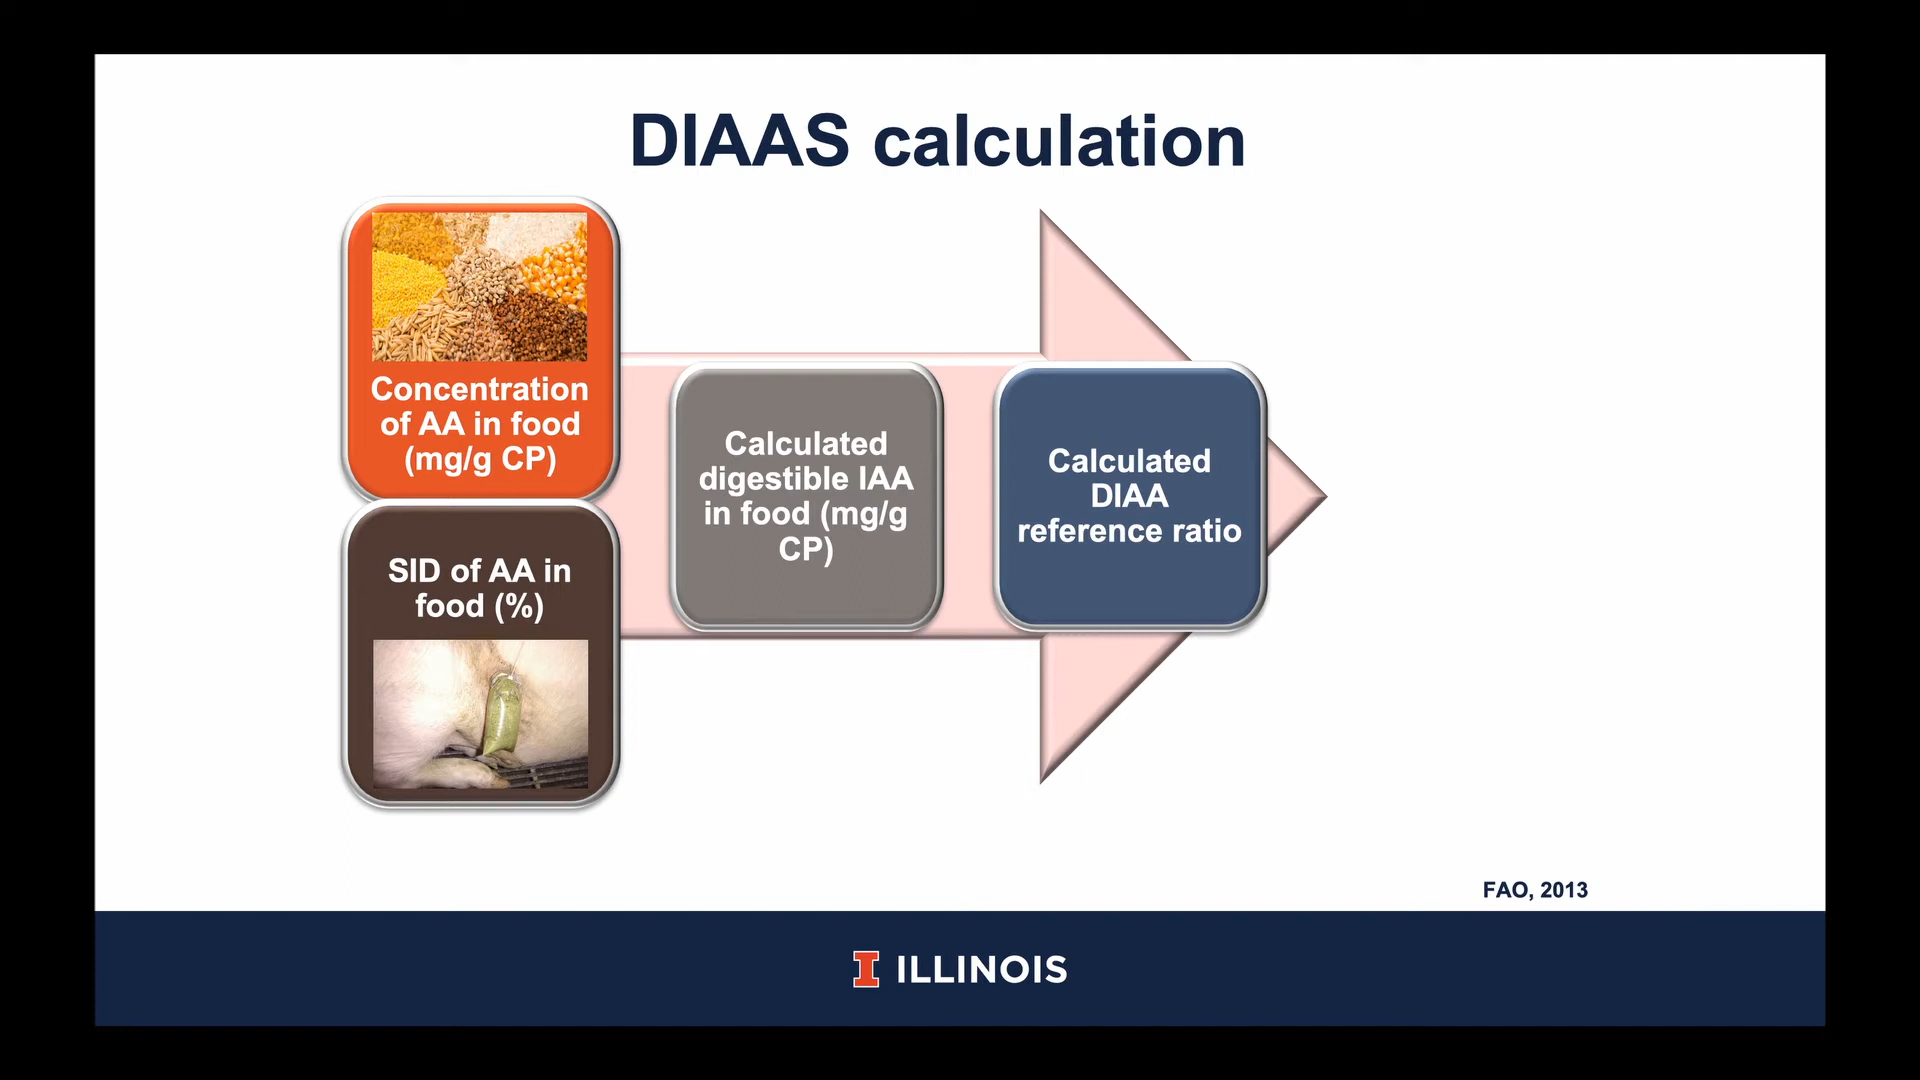 DIAAS calculation
Concentration
of AA in food
(mg/g CP)
SID of AA in
food (%)
Calculated
digestible IAA
in food (mg/g
CP)
Calculated
DIAA
reference ratio
FAO, 2013
I ILLINOIS